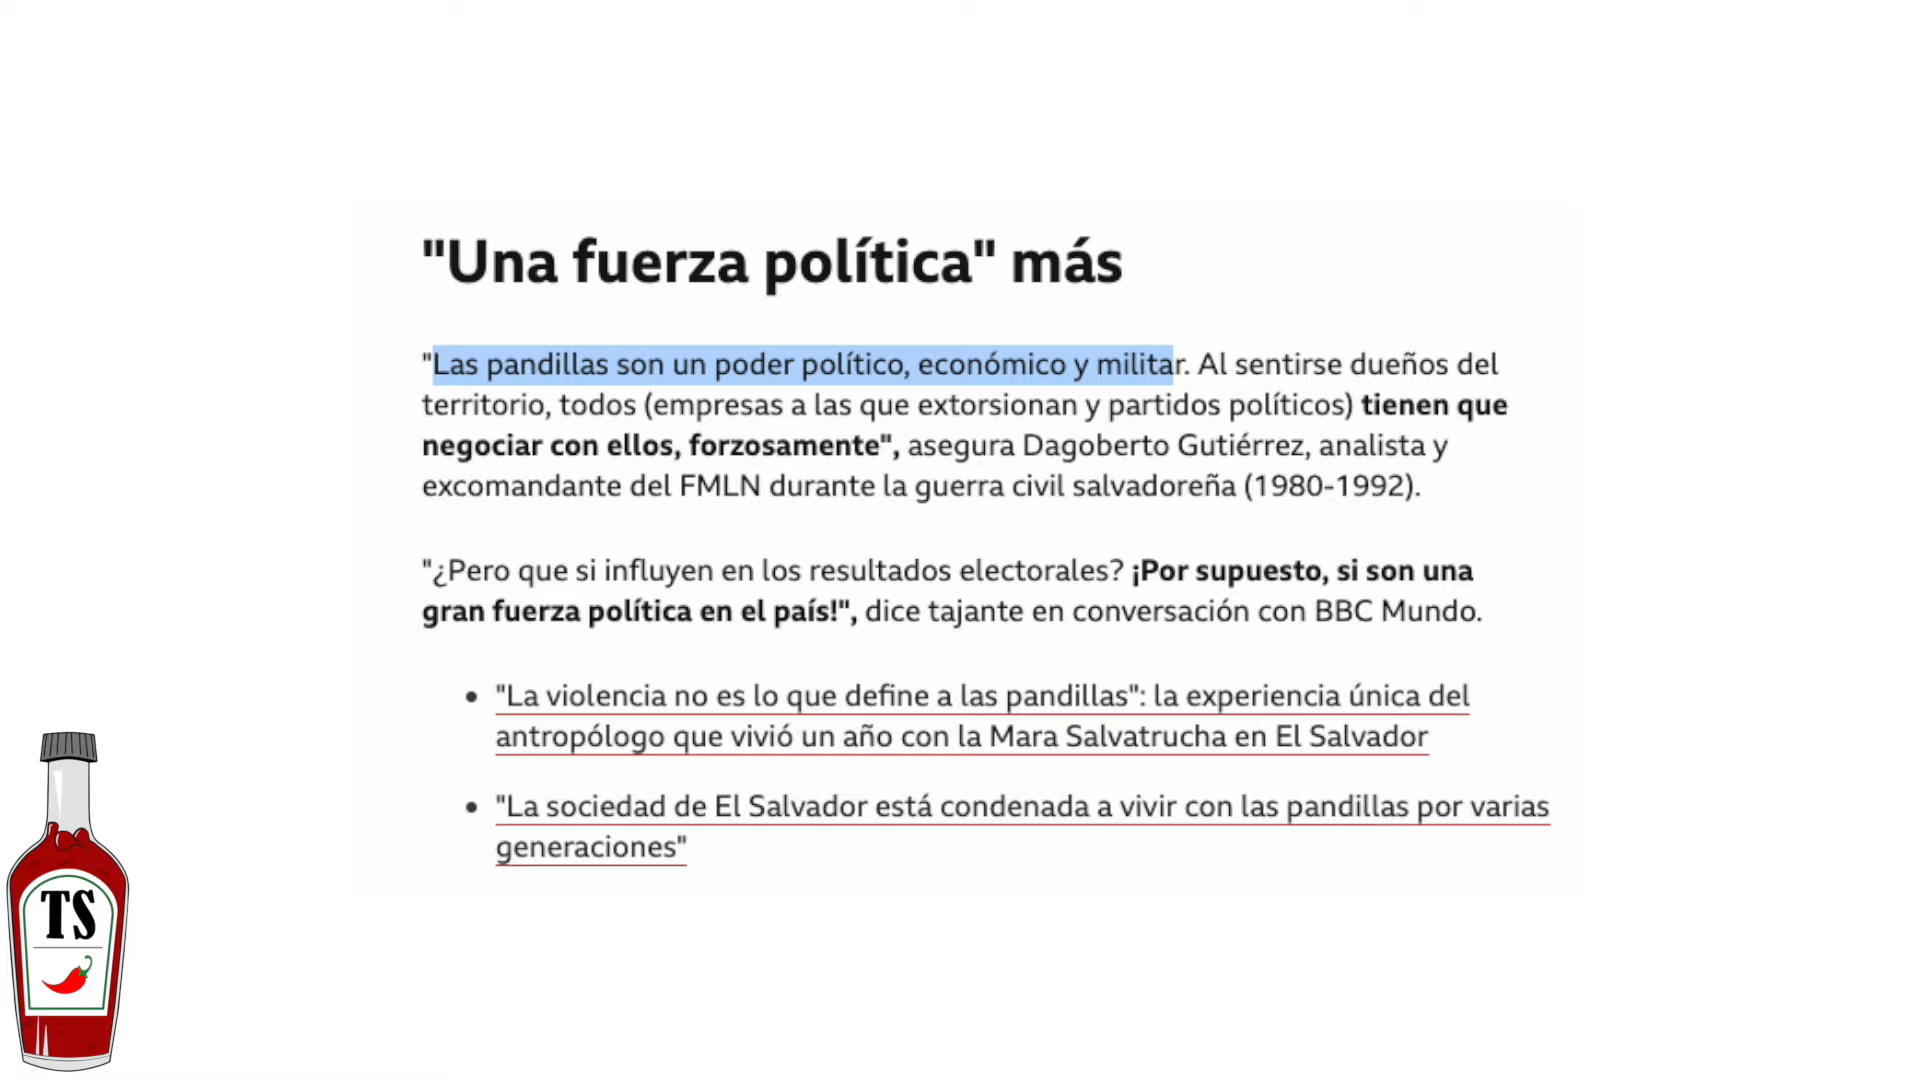 "Una fuerza política" más
"Las pandillas son un poder político, económico y militar. Al sentirse dueños del
territorio, todos (empresas a las que extorsionan y partidos políticos) tienen que
negociar con ellos, forzosamente", asegura Dagoberto Gutiérrez, analista y
excomandante del FMLN durante la guerra civil salvadoreña (1980-1992).
"¿Pero que si influyen en los resultados electorales? ¡Por supuesto, si son una
gran fuerza política en el país!", dice tajante en conversación con BBC Mundo.
• "La violencia no es lo que define a las pandillas": la experiencia única del
antropólogo que vivió un año con la Mara Salvatrucha en El Salvador
• "La sociedad de El Salvador está condenada a vivir con las pandillas por varias
generaciones"
TS